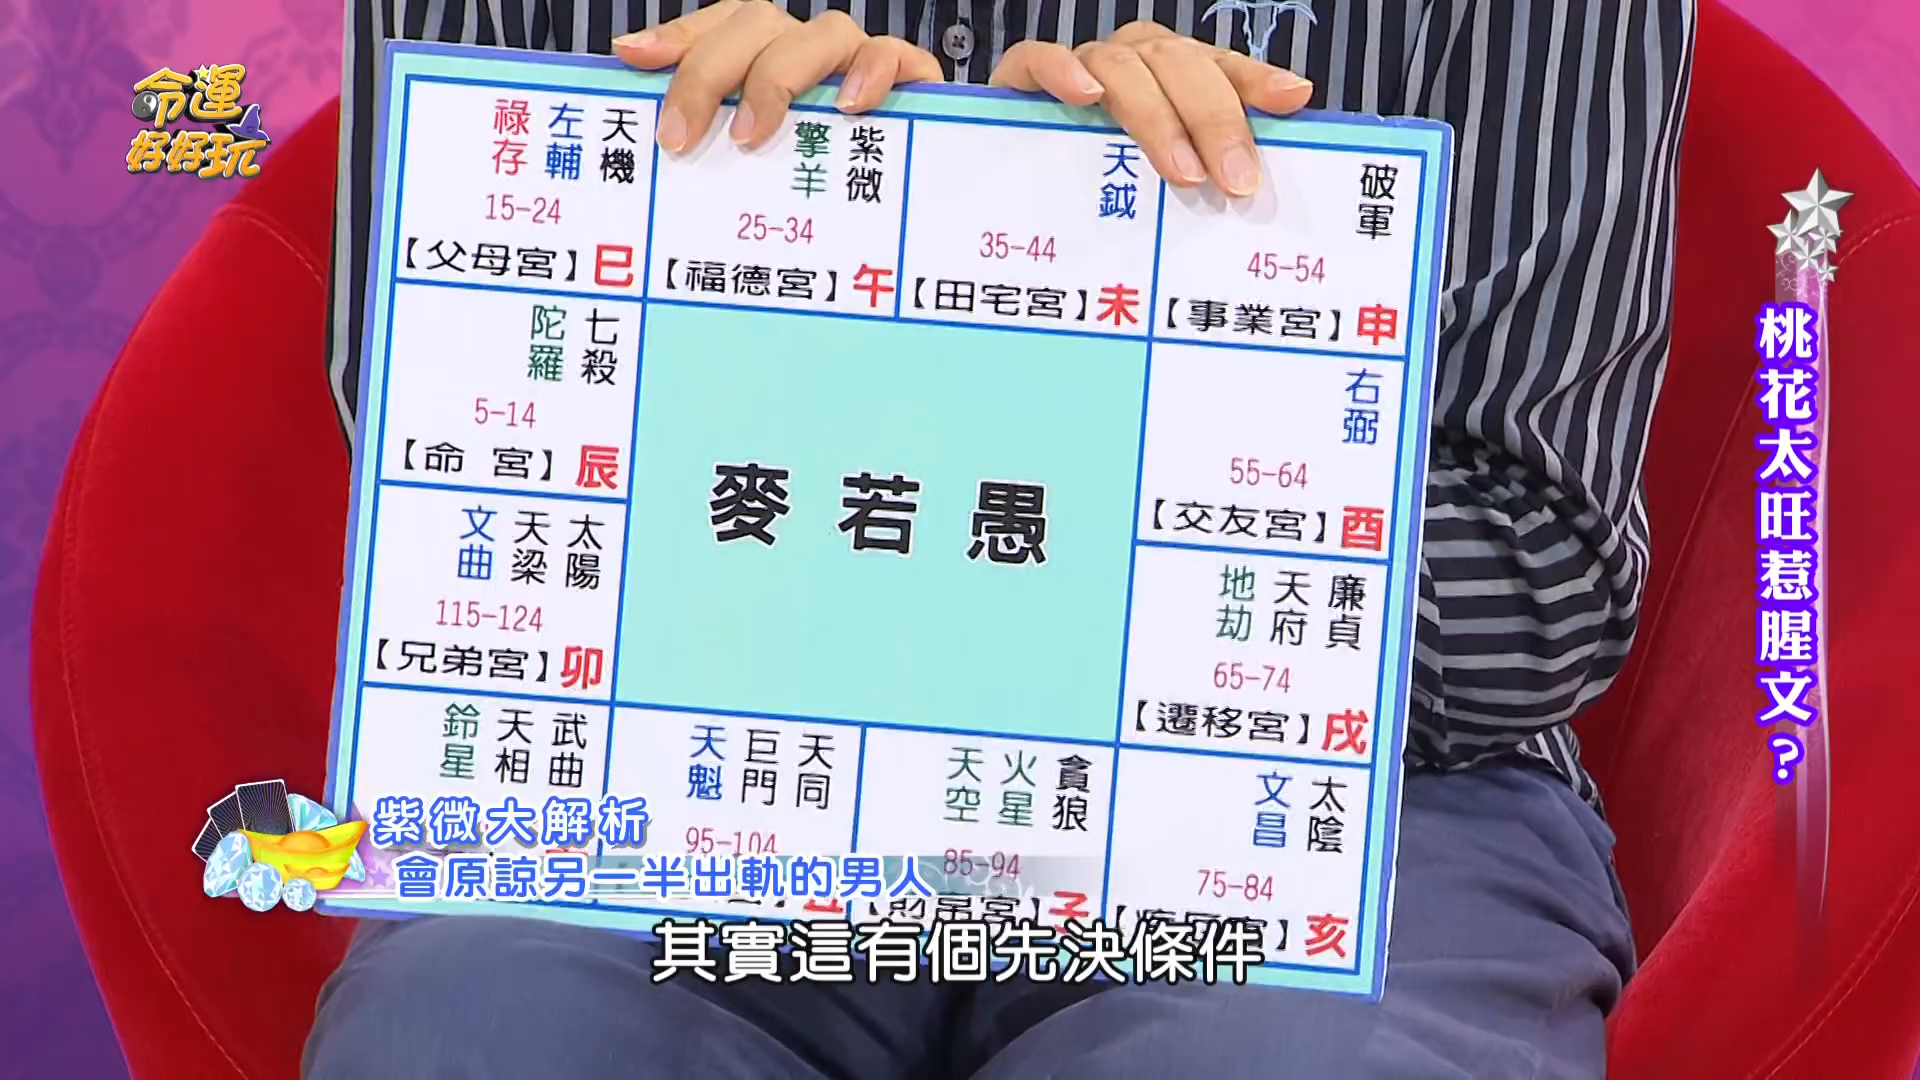 命運
好好玩
祿存 左輔 天機
15-24
【父母宮】巳
擎羊 紫微
25-34
【福德宮】午
天鉞
35-44
【田宅宮】未
破軍
45-54
【事業宮】申
陀羅 七殺
5-14
【命 宮】辰
右弼
55-64
【交友宮】酉
文曲 天梁 太陽
115-124
【兄弟宮】卯
地劫 天府 廉貞
65-74
【遷移宮】戌
鈴星 天相 武曲
天魁 巨門 天同
95-104
天空 火星 貪狼
85-94
【財帛宮】子
文昌 太陰
75-84
亥
麥若愚
桃花太旺惹腥文?
紫微大解析
會原諒另一半出軌的男人
其實這有個先決條件